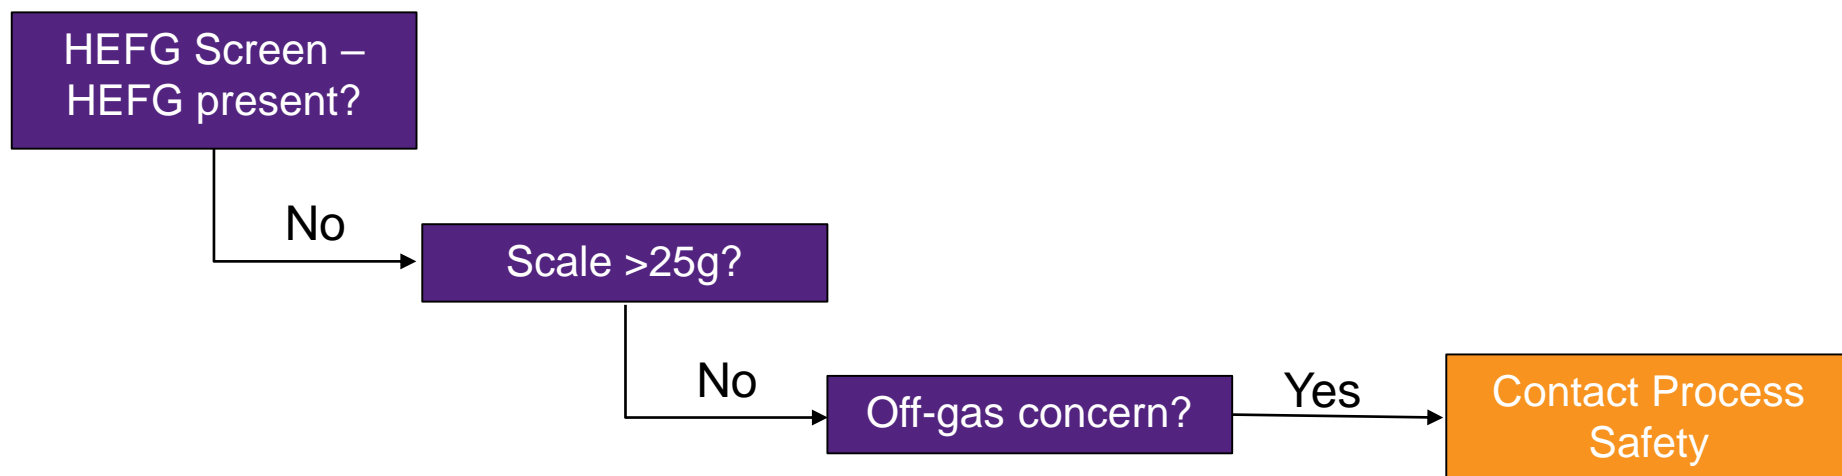 HEFG Screen –
HEFG present?
No
Scale >25g?
No
Off-gas concern?
Yes
Contact Process
Safety